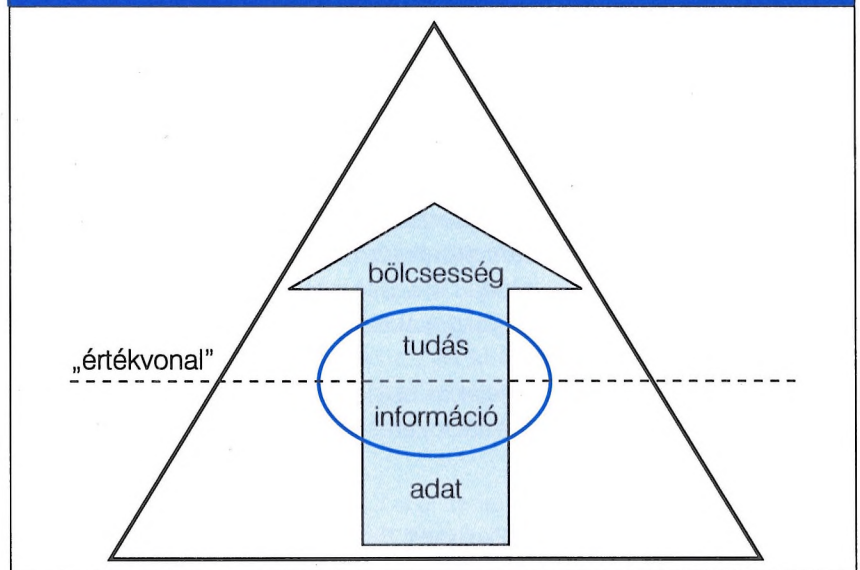 bölcsesség
tudás
„értékvonal”
információ
adat